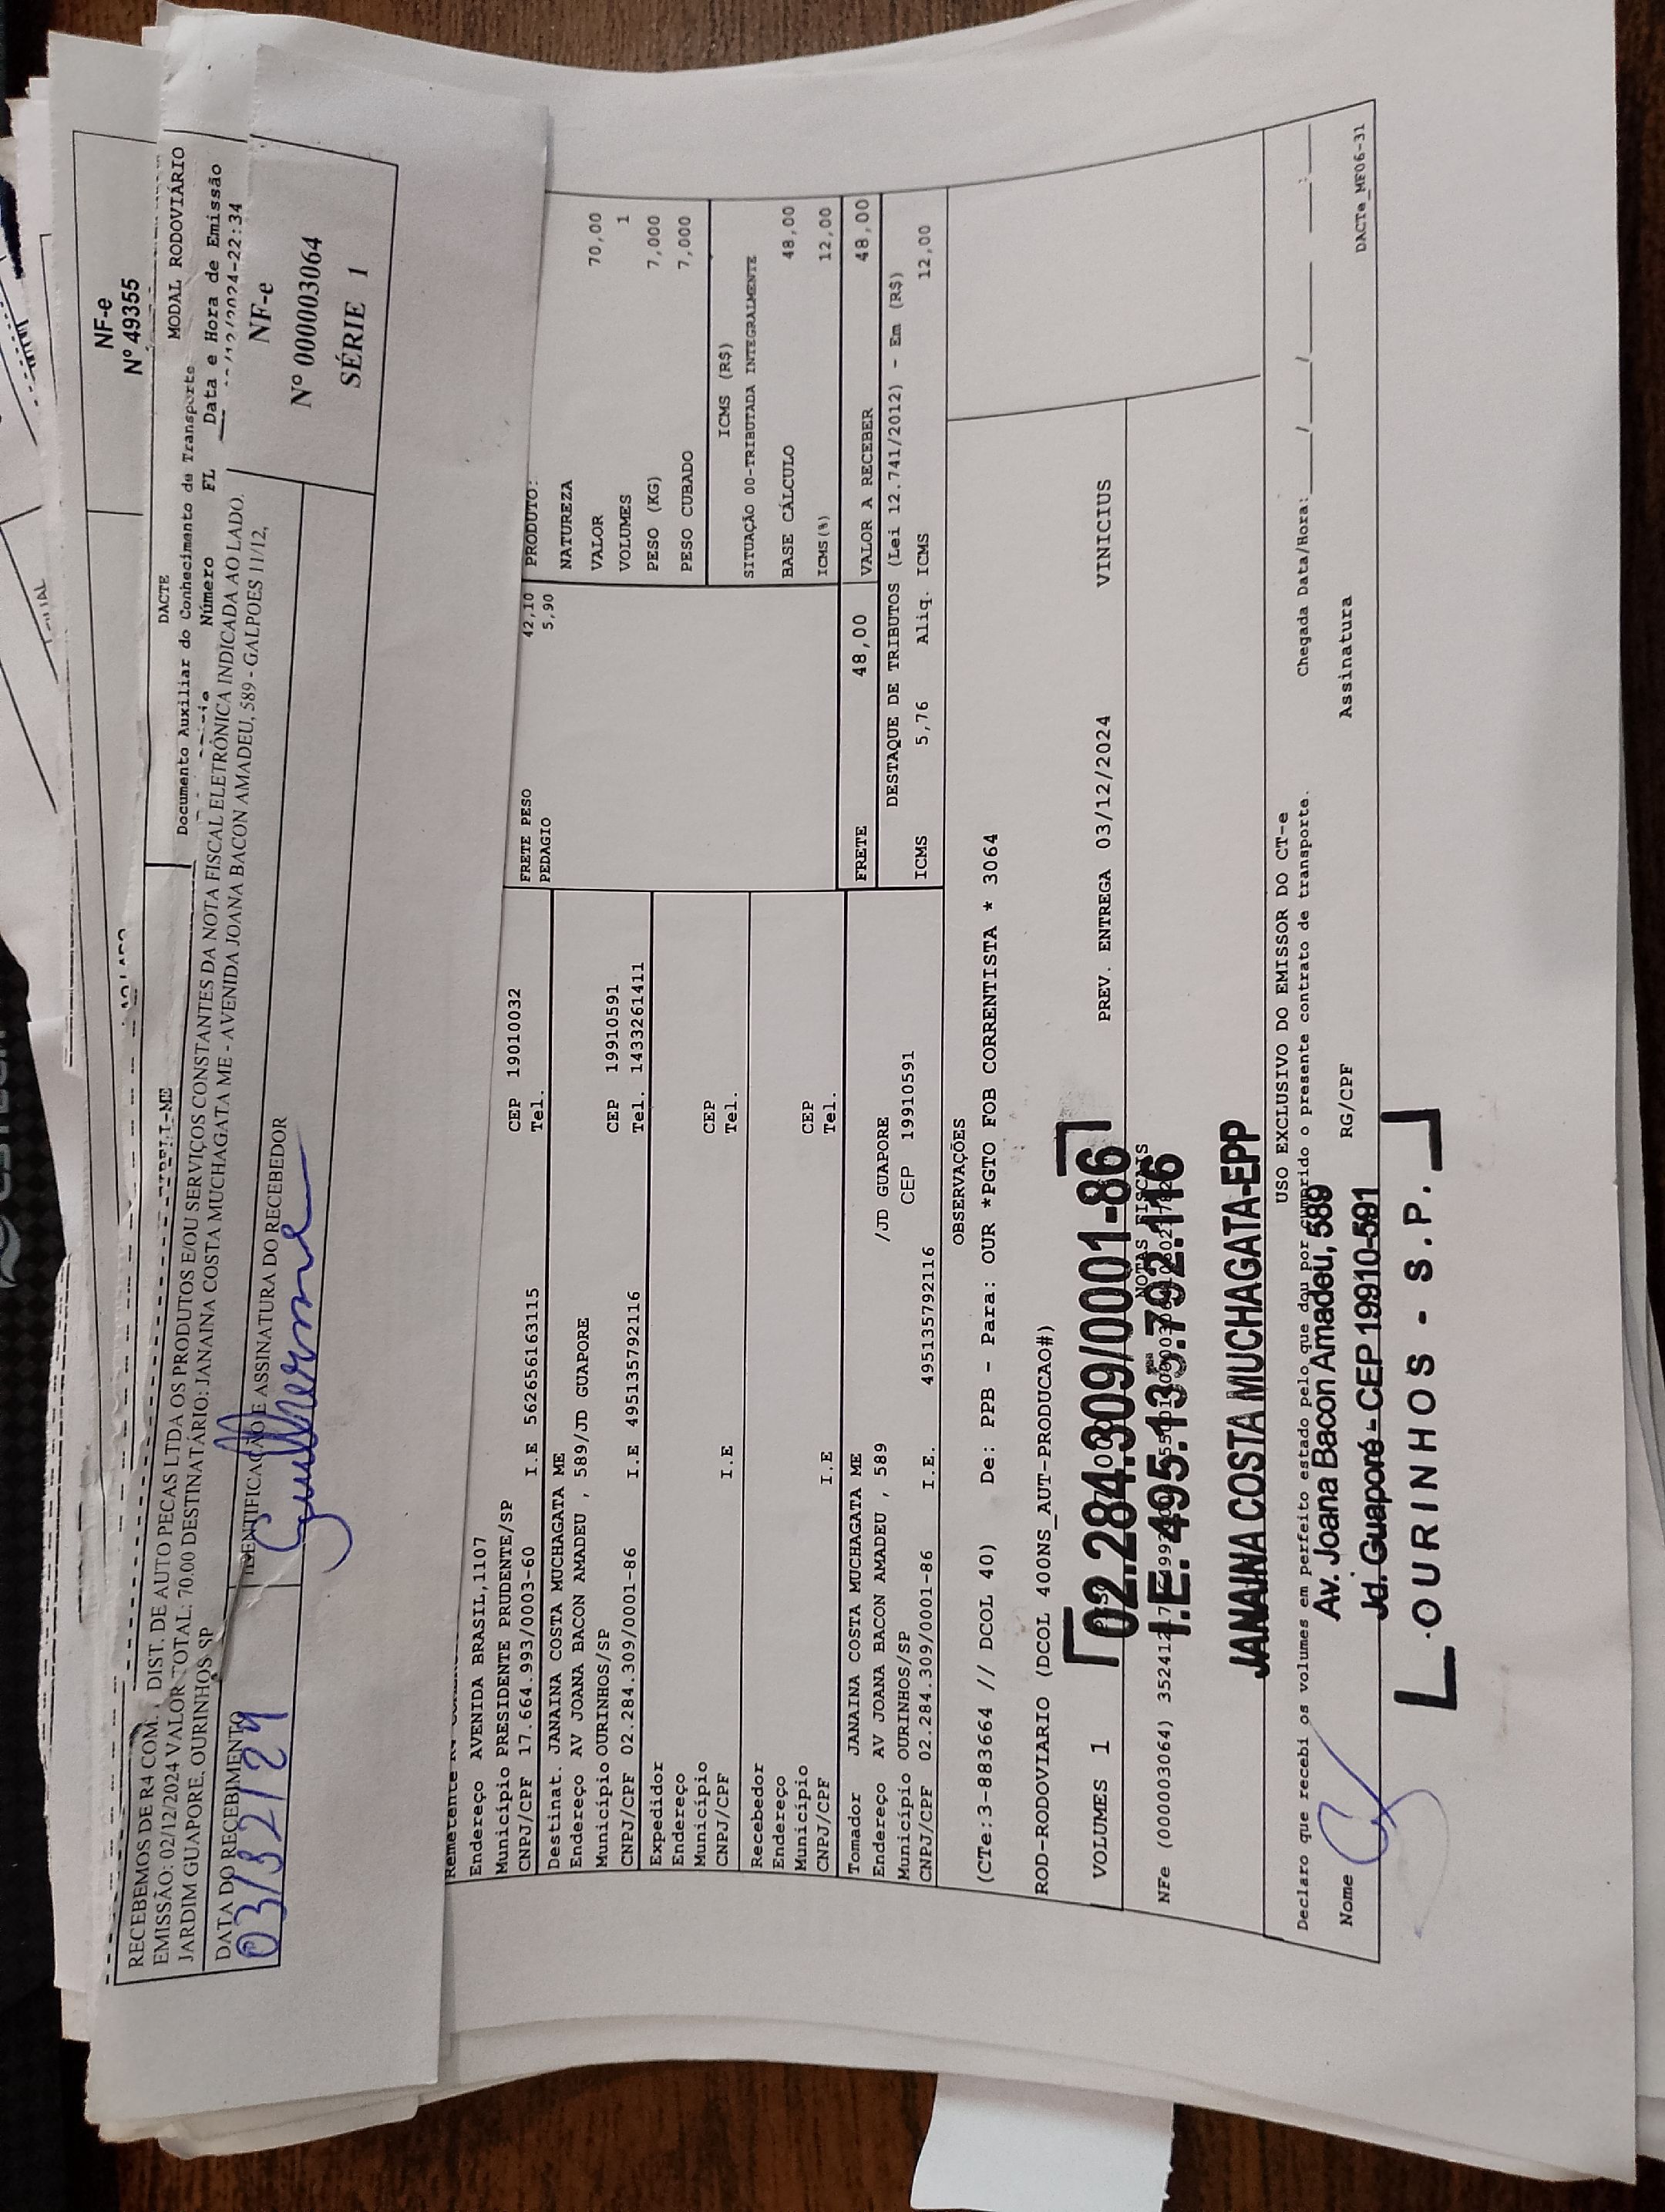 NF-e
Nº 49355
DACTE
MODAL RODOVIÁRIO
Documento Auxiliar do Conhecimento de Transporte
Número FL Data e Hora de Emissão
2024-22:34
RECEBEMOS DE R4 COM. DIST. DE AUTO PECAS LTDA OS PRODUTOS E/OU SERVIÇOS CONSTANTES DA NOTA FISCAL ELETRÔNICA INDICADA AO LADO.
EMISSÃO: 02/12/2024 VALOR TOTAL: 70.00 DESTINATÁRIO: JANAINA COSTA MUCHAGATA ME - AVENIDA JOANA BACON AMADEU, 589 - GALPOES 11/12,
JARDIM GUAPORE, OURINHOS SP
DATA DO RECEBIMENTO
IDENTIFICAÇÃO E ASSINATURA DO RECEBEDOR
Guilherme
NF-e
Nº 000003064
SÉRIE 1
Remetente
Endereço AVENIDA BRASIL,1107
Município PRESIDENTE PRUDENTE/SP CEP 19010032
CNPJ/CPF 17.664.993/0003-60 I.E 562656163115 Tel.
Destinat. JANAINA COSTA MUCHAGATA ME
Endereço AV JOANA BACON AMADEU , 589/JD GUAPORE
Município OURINHOS/SP CEP 19910591
CNPJ/CPF 02.284.309/0001-86 I.E 495135792116 Tel. 1433261411
Expedidor
Endereço
Município CEP
CNPJ/CPF I.E Tel.
Recebedor
Endereço
Município CEP
CNPJ/CPF I.E Tel.
Tomador JANAINA COSTA MUCHAGATA ME
Endereço AV JOANA BACON AMADEU , 589 /JD GUAPORE
Município OURINHOS/SP CEP 19910591
CNPJ/CPF 02.284.309/0001-86 I.E. 495135792116
FRETE PESO 42,10
PEDAGIO 5,90
PRODUTO:
NATUREZA
VALOR 70,00
VOLUMES 1
PESO (KG) 7,000
PESO CUBADO 7,000
ICMS (R$)
SITUAÇÃO 00-TRIBUTADA INTEGRALMENTE
BASE CÁLCULO 48,00
ICMS(%) 12,00
FRETE 48,00 VALOR A RECEBER 48,00
DESTAQUE DE TRIBUTOS (Lei 12.741/2012) - Em (R$)
ICMS 5,76 Aliq. ICMS 12,00
OBSERVAÇÕES
(CTe:3-883664 // DCOL 40) De: PPB - Para: OUR *PGTO FOB CORRENTISTA * 3064
ROD-RODOVIARIO (DCOL 400NS_AUT-PRODUCAO#)
VOLUMES 1 PREV. ENTREGA 03/12/2024 VINICIUS
NOTAS FISCAIS
NFe (000003064)
02.284.309/0001-86
I.E. 495.135.792.116
JANAINA COSTA MUCHAGATA-EPP
Av. Joana Bacon Amadeu, 589
Jd. Guaporé - CEP 19910-591
OURINHOS - S.P.
USO EXCLUSIVO DO EMISSOR DO CT-e
Declaro que recebi os volumes em perfeito estado pelo que dou por cumprido o presente contrato de transporte.
Chegada Data/Hora: / / :
Nome RG/CPF Assinatura
DACTe_MF06-31